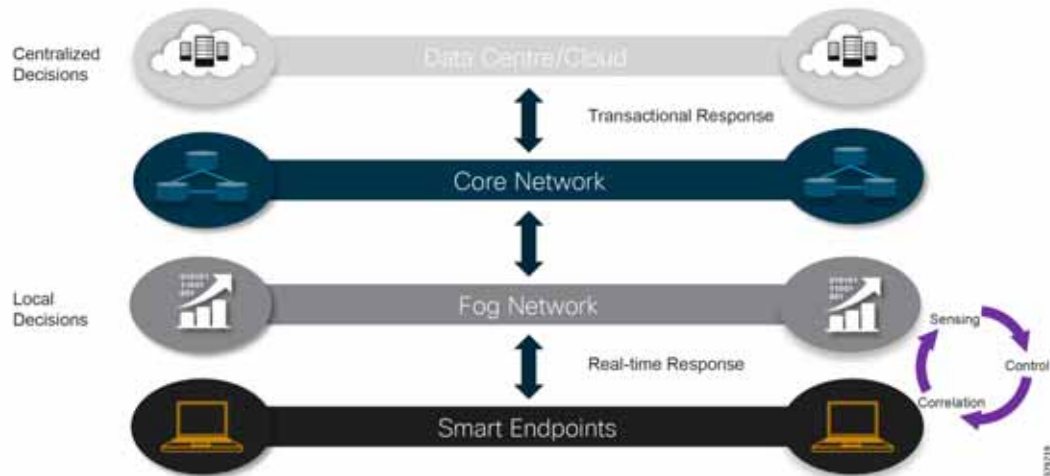 Centralized
Decisions
Data Centre/Cloud
Transactional Response
Core Network
Local
Decisions
Fog Network
Sensing
Real-time Response
Control
Correlation
Smart Endpoints